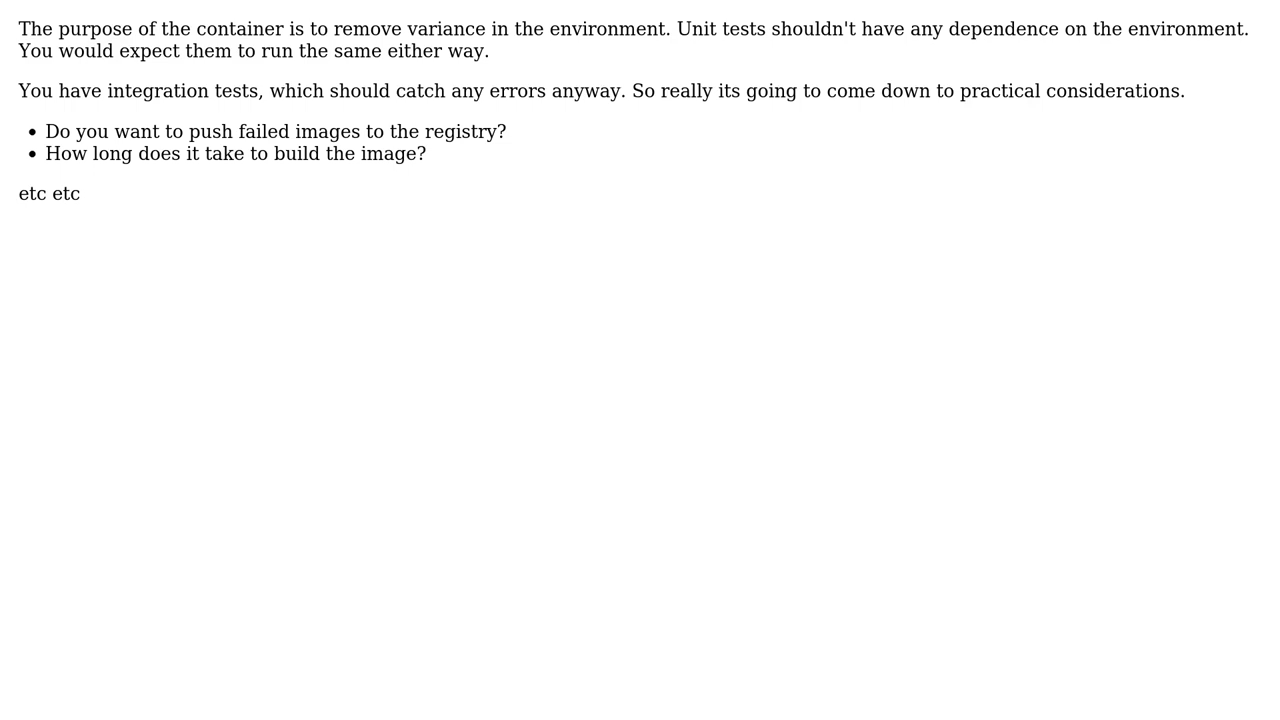 The purpose of the container is to remove variance in the environment. Unit tests shouldn't have any dependence on the environment.
You would expect them to run the same either way.
You have integration tests, which should catch any errors anyway. So really its going to come down to practical considerations.
• Do you want to push failed images to the registry?
• How long does it take to build the image?
etc etc